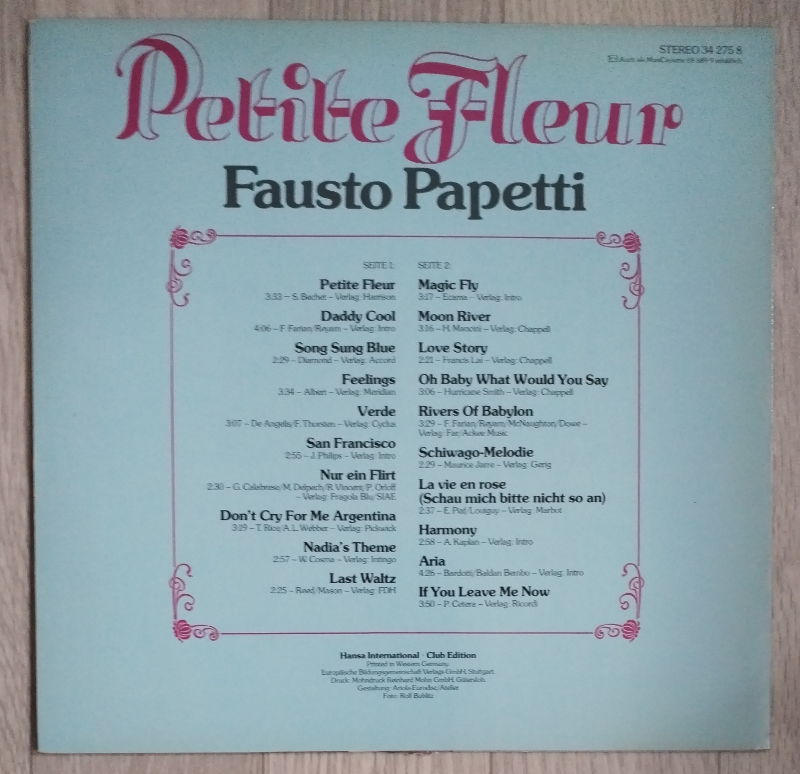 STEREO 34 275 8
Auch als MusiCassette
erhältlich
Petite Fleur
Fausto Papetti
SEITE 1:
Petite Fleur
3:33 – S. Bechet – Verlag: Harrison
Daddy Cool
4:06 – F. Farian/Reyam – Verlag: Intro
Song Sung Blue
2:29 – Diamond – Verlag: Accord
Feelings
3:34 – Albert – Verlag: Meridian
Verde
3:07 – De Angelis/F. Thorsten – Verlag: Cyclus
San Francisco
2:55 – J. Philips – Verlag: Intro
Nur ein Flirt
2:30 – G. Calabrese/M. Delpech/R. Vincent/P. Orloff
– Verlag: Fragola Blu/SIAE
Don't Cry For Me Argentina
3:29 – T. Rice/A.L. Webber – Verlag: Pickwick
Nadia's Theme
2:57 – W. Cosma – Verlag: Intingo
Last Waltz
2:25 – Reed/Mason – Verlag: FDH
SEITE 2:
Magic Fly
3:17 – Ecama – Verlag: Intro
Moon River
3:16 – H. Mancini – Verlag: Chappell
Love Story
2:21 – Francis Lai – Verlag: Chappell
Oh Baby What Would You Say
3:06 – Hurricane Smith – Verlag: Chappell
Rivers Of Babylon
3:29 – F. Farian/Reyam/McNaughton/Dowe –
Verlag: Far/Ackee Music
Schiwago-Melodie
2:29 – Maurice Jarre – Verlag: Gerig
La vie en rose
(Schau mich bitte nicht so an)
2:37 – E. Piaf/Louiguy – Verlag: Marbot
Harmony
2:58 – A. Kaplan – Verlag: Intro
Aria
4:26 – Bardotti/Baldan Bembo – Verlag: Intro
If You Leave Me Now
3:50 – P. Cetera – Verlag: Ricordi
Hansa International · Club Edition
Printed in Western Germany.
Europäische Bildungsgemeinschaft Verlags-GmbH, Stuttgart.
Druck: Mohndruck Reinhard Mohn GmbH, Gütersloh.
Gestaltung: Ariola-Eurodisc/Atelier
Foto: Rolf Bublitz